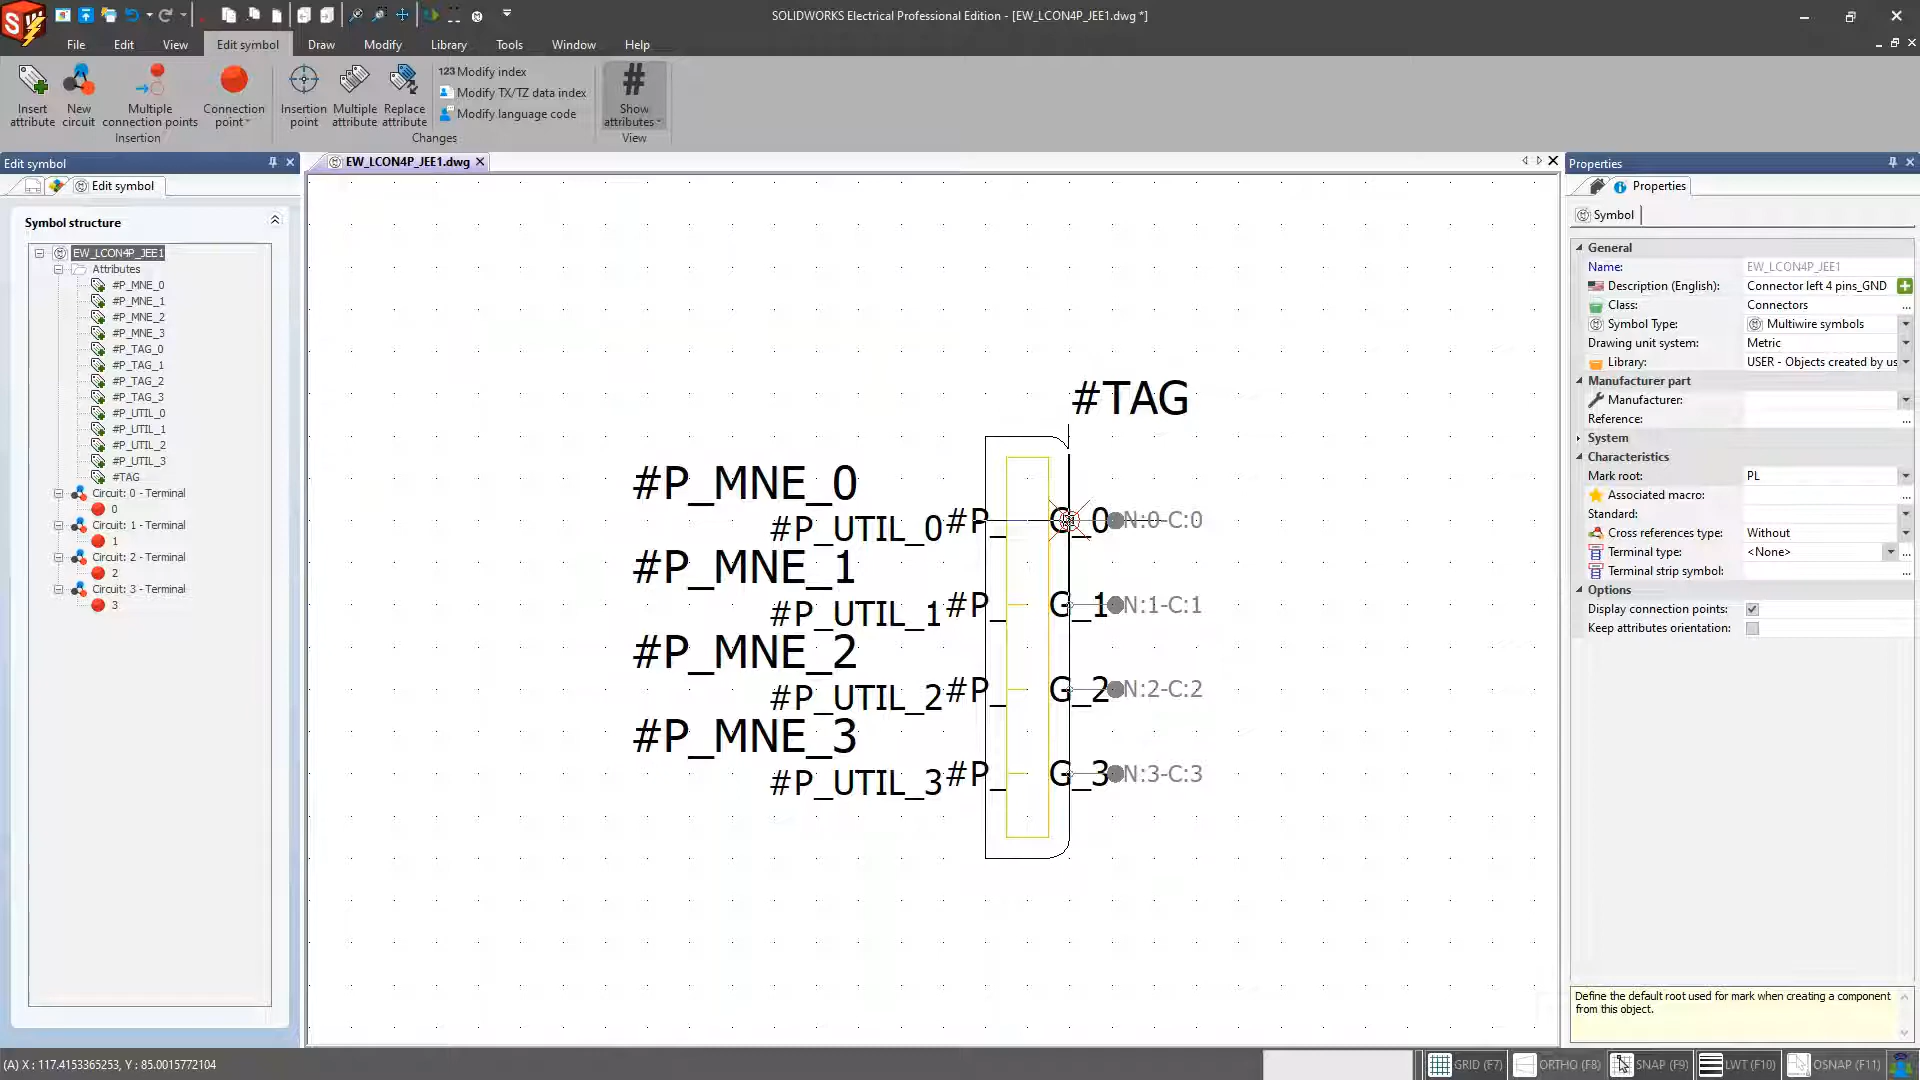 SOLIDWORKS Electrical Professional Edition - [EW_LCON4P_JEE1.dwg *]
File Edit View Edit symbol Draw Modify Library Tools Window Help
Insert attribute
New circuit
Multiple connection points
Connection point
Insertion
Insertion point
Multiple attribute
Replace attribute
123 Modify index
Modify TX/TZ data index
Modify language code
Changes
#
Show attributes
View
Edit symbol
Edit symbol
Symbol structure
EW_LCON4P_JEE1
Attributes
#P_MNE_0
#P_MNE_1
#P_MNE_2
#P_MNE_3
#P_TAG_0
#P_TAG_1
#P_TAG_2
#P_TAG_3
#P_UTIL_0
#P_UTIL_1
#P_UTIL_2
#P_UTIL_3
#TAG
Circuit: 0 - Terminal
0
Circuit: 1 - Terminal
1
Circuit: 2 - Terminal
2
Circuit: 3 - Terminal
3
EW_LCON4P_JEE1.dwg
#TAG
#P_MNE_0
#P_UTIL_0 #P_ G_0 N:0-C:0
#P_MNE_1
#P_UTIL_1 #P_ G_1 N:1-C:1
#P_MNE_2
#P_UTIL_2 #P_ G_2 N:2-C:2
#P_MNE_3
#P_UTIL_3 #P_ G_3 N:3-C:3
Properties
Properties
Symbol
General
Name: EW_LCON4P_JEE1
Description (English): Connector left 4 pins_GND
Class: Connectors ...
Symbol Type: Multiwire symbols
Drawing unit system: Metric
Library: USER - Objects created by us
Manufacturer part
Manufacturer:
Reference: ...
System
Characteristics
Mark root: PL
Associated macro: ...
Standard:
Cross references type: Without
Terminal type: <None> ...
Terminal strip symbol: ...
Options
Display connection points:
Keep attributes orientation:
Define the default root used for mark when creating a component
from this object.
(A) X : 117.4153365253, Y : 85.0015772104
GRID (F7) ORTHO (F8) SNAP (F9) LWT (F10) OSNAP (F11)